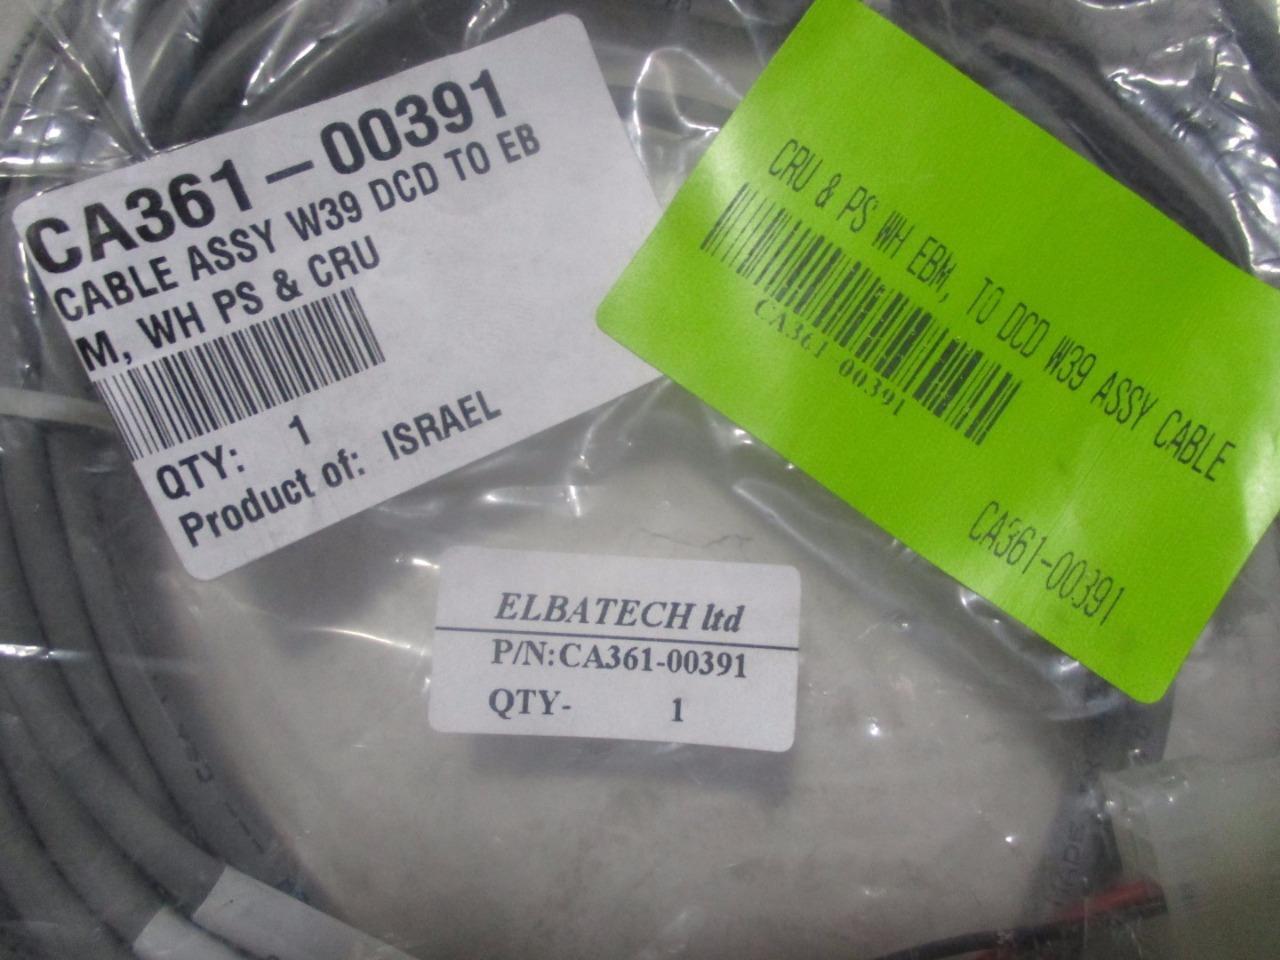 CA361-00391
CABLE ASSY W39 DCD TO EB
M, WH PS & CRU
QTY: 1
Product of: ISRAEL
CRU & PS WH EBM, TO DCD W39 ASSY CABLE
CA361-00391
CA361-00391
ELBATECH ltd
P/N:CA361-00391
QTY- 1